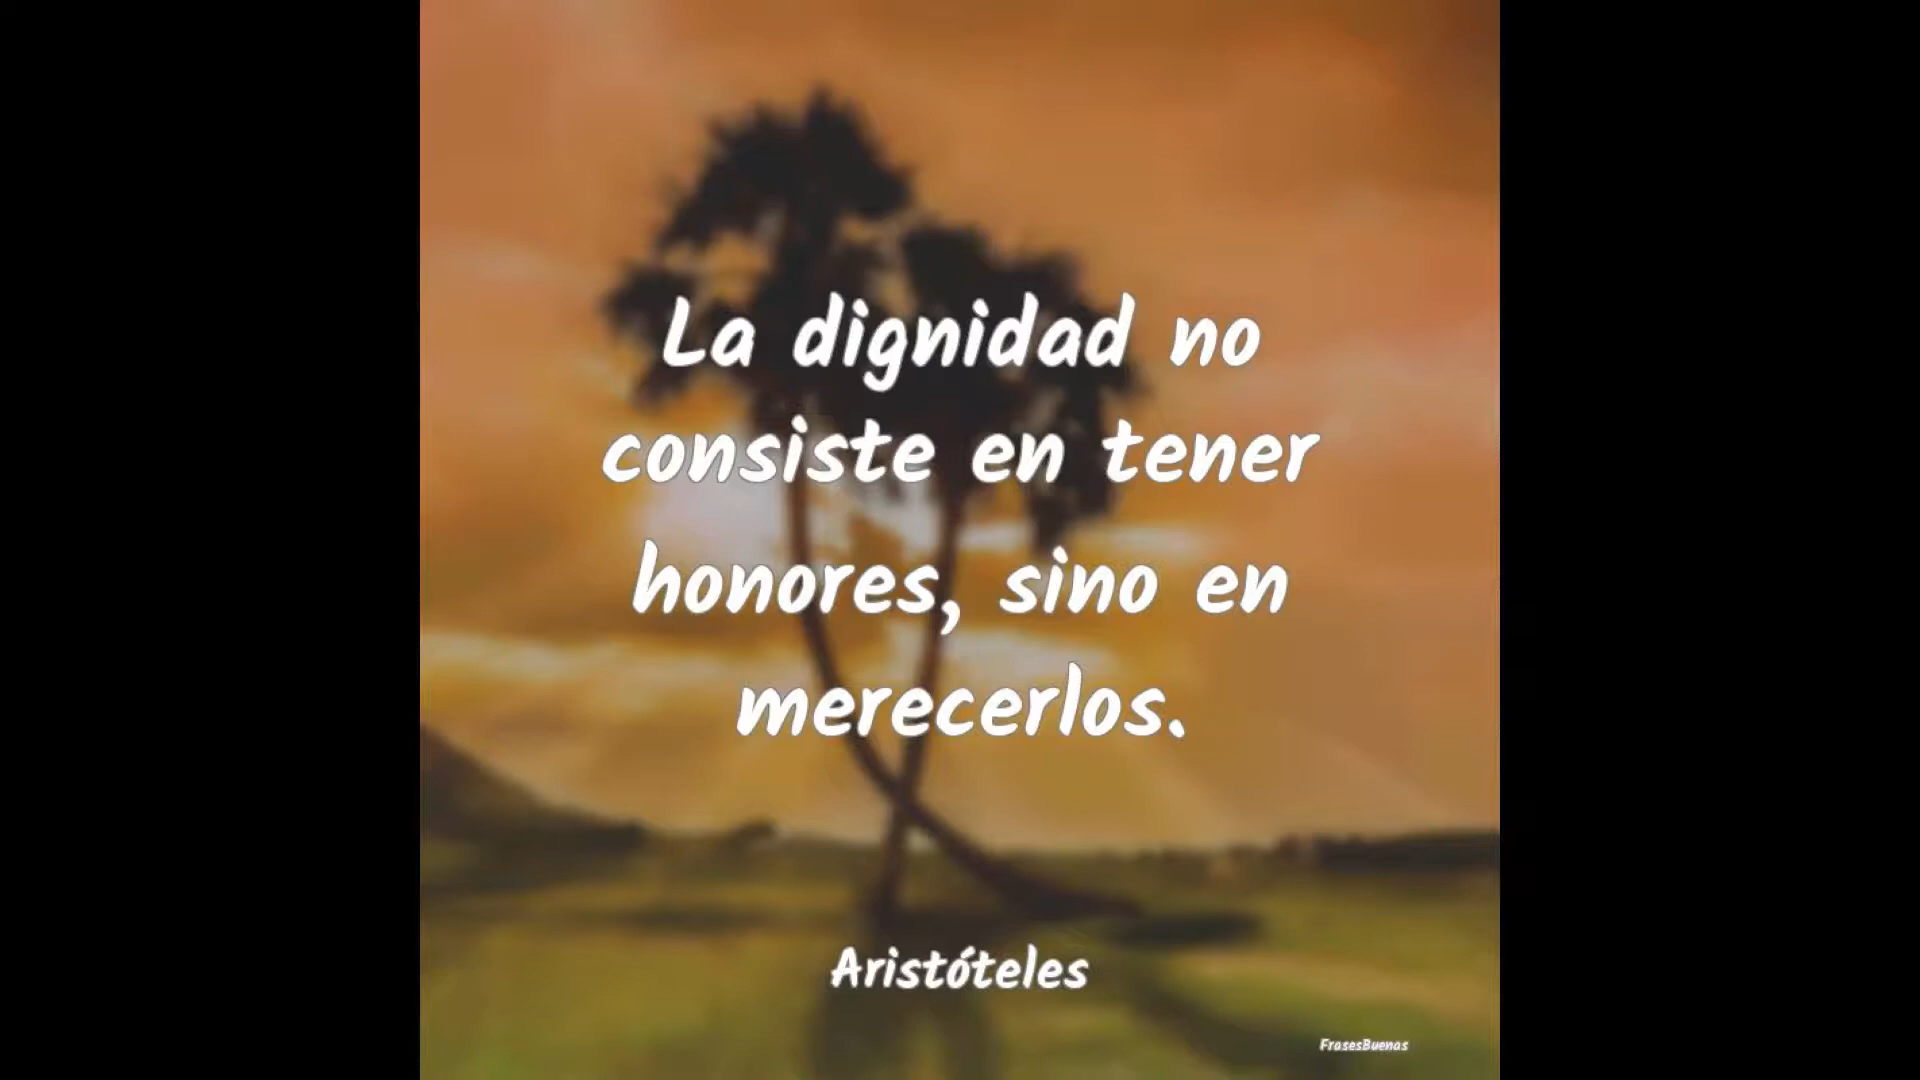 La dignidad no
consiste en tener
honores, sino en
merecerlos.
Aristóteles
FrasesBuenas